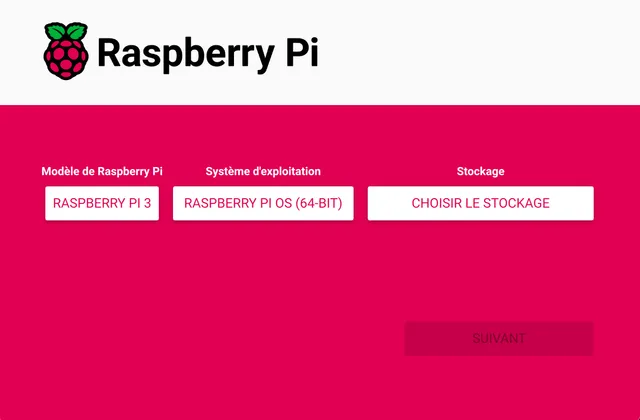 Raspberry Pi
Modèle de Raspberry Pi
Système d'exploitation
Stockage
RASPBERRY PI 3
RASPBERRY PI OS (64-BIT)
CHOISIR LE STOCKAGE
SUIVANT